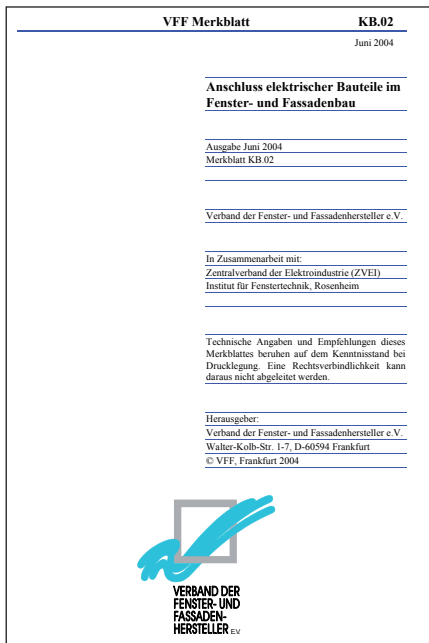 VFF Merkblatt KB.02
Juni 2004
Anschluss elektrischer Bauteile im
Fenster- und Fassadenbau
Ausgabe Juni 2004
Merkblatt KB.02
Verband der Fenster- und Fassadenhersteller e.V.
In Zusammenarbeit mit:
Zentralverband der Elektroindustrie (ZVEI)
Institut für Fenstertechnik, Rosenheim
Technische Angaben und Empfehlungen dieses
Merkblattes beruhen auf dem Kenntnisstand bei
Drucklegung. Eine Rechtsverbindlichkeit kann
daraus nicht abgeleitet werden.
Herausgeber:
Verband der Fenster- und Fassadenhersteller e.V.
Walter-Kolb-Str. 1-7, D-60594 Frankfurt
© VFF, Frankfurt 2004
VERBAND DER
FENSTER- UND
FASSADEN-
HERSTELLER E.V.